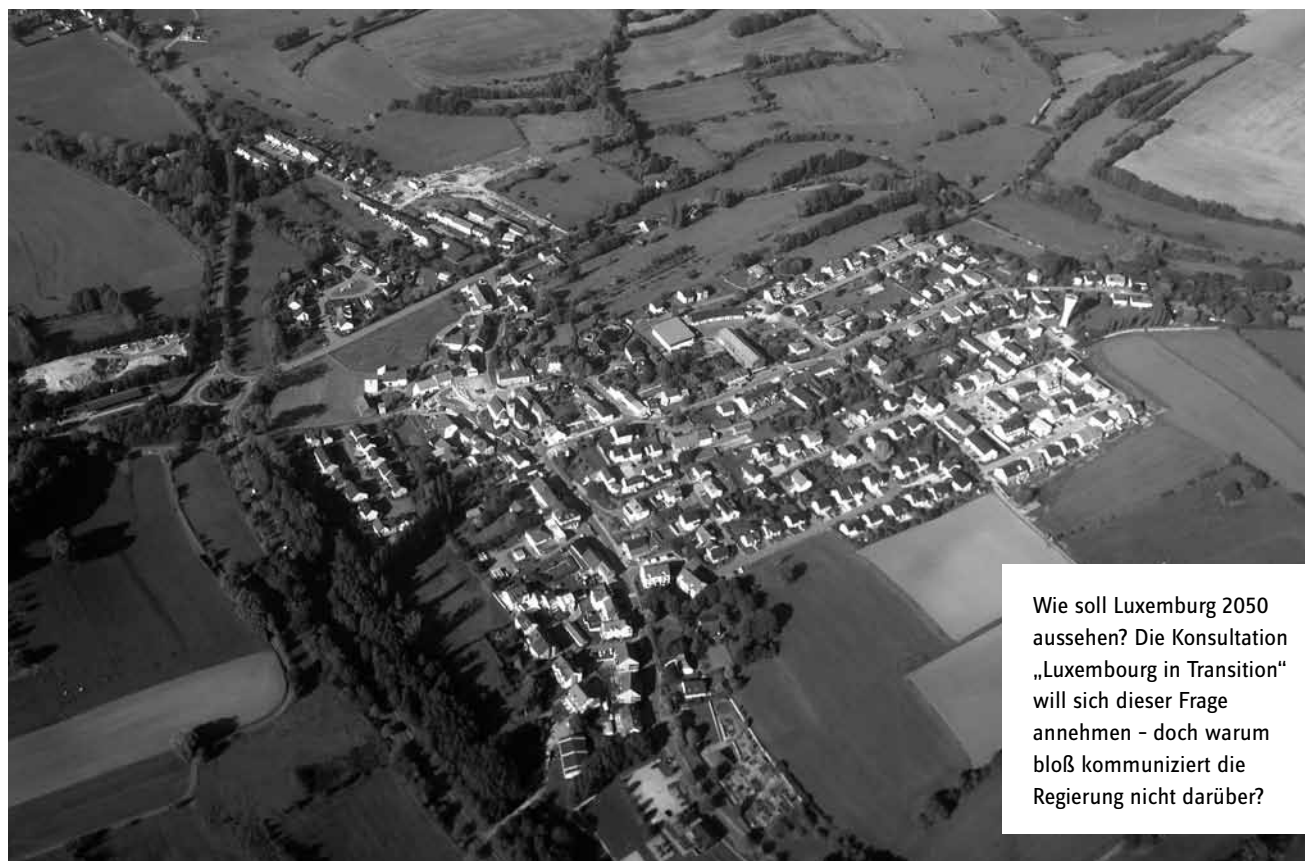 Wie soll Luxemburg 2050
aussehen? Die Konsultation
„Luxembourg in Transition“
will sich dieser Frage
annehmen – doch warum
bloß kommuniziert die
Regierung nicht darüber?